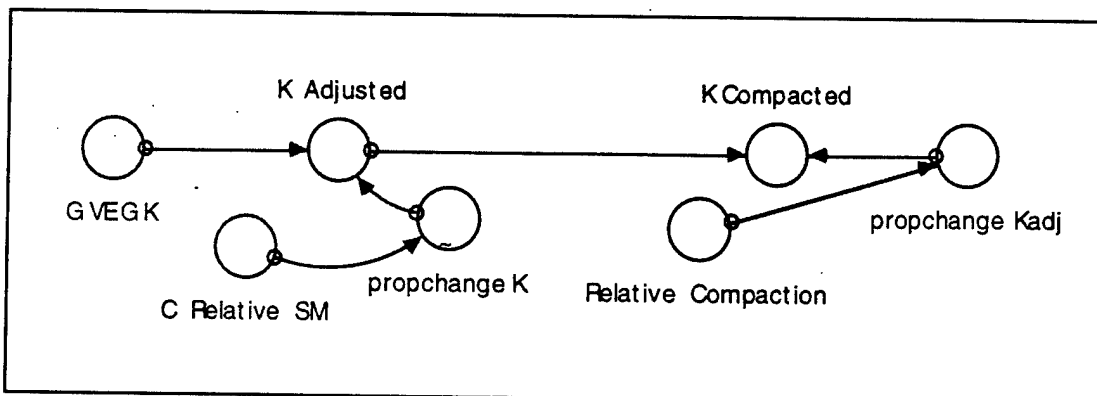 K Adjusted
K Compacted
GVEGK
propchange K
C Relative SM
propchange Kadj
Relative Compaction
~